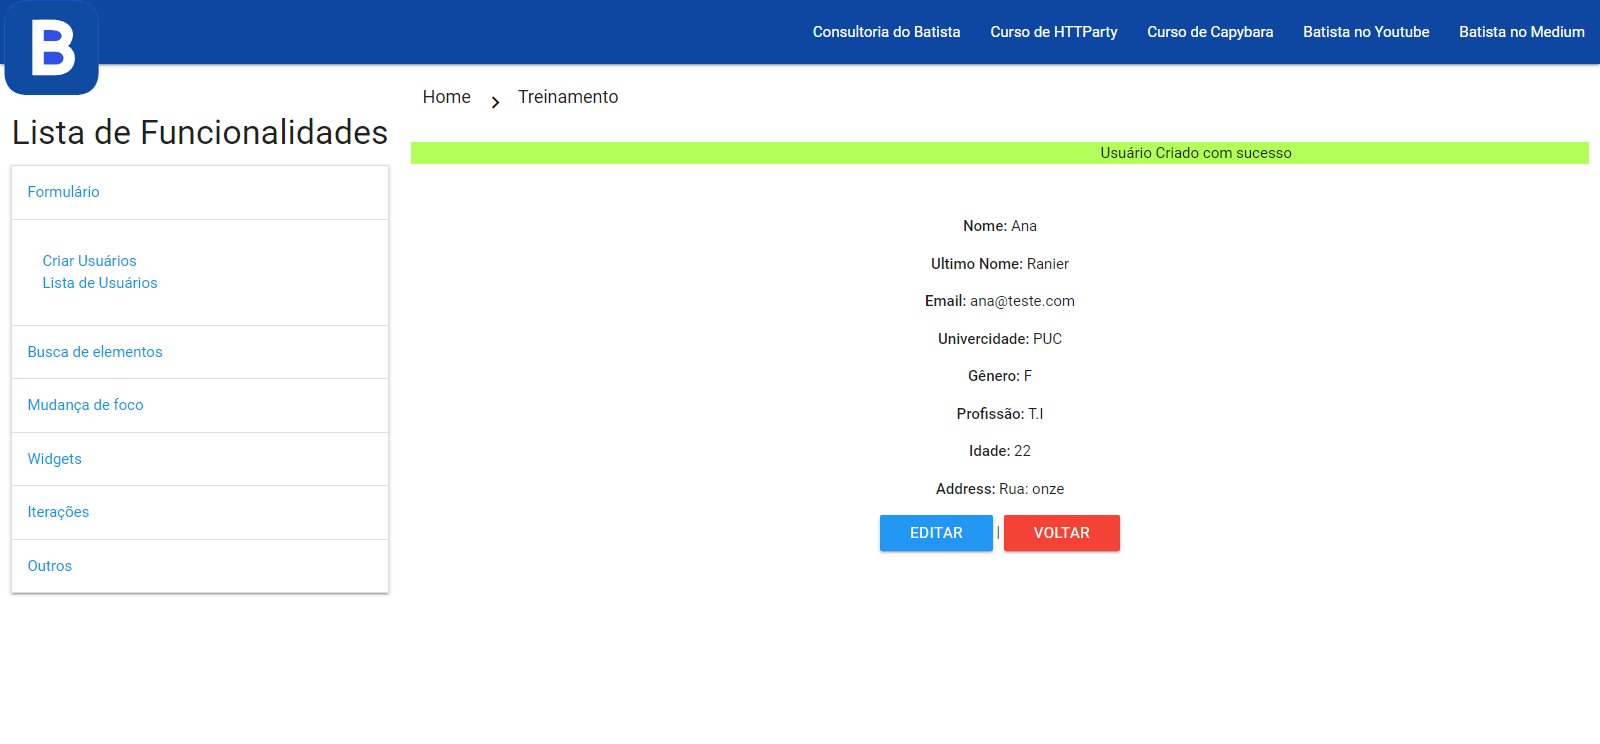 B
Consultoria do Batista Curso de HTTParty Curso de Capybara Batista no Youtube Batista no Medium
Home > Treinamento
Lista de Funcionalidades
Formulário
Criar Usuários
Lista de Usuários
Busca de elementos
Mudança de foco
Widgets
Iterações
Outros
Usuário Criado com sucesso
Nome: Ana
Ultimo Nome: Ranier
Email: ana@teste.com
Univercidade: PUC
Gênero: F
Profissão: T.I
Idade: 22
Address: Rua: onze
EDITAR | VOLTAR